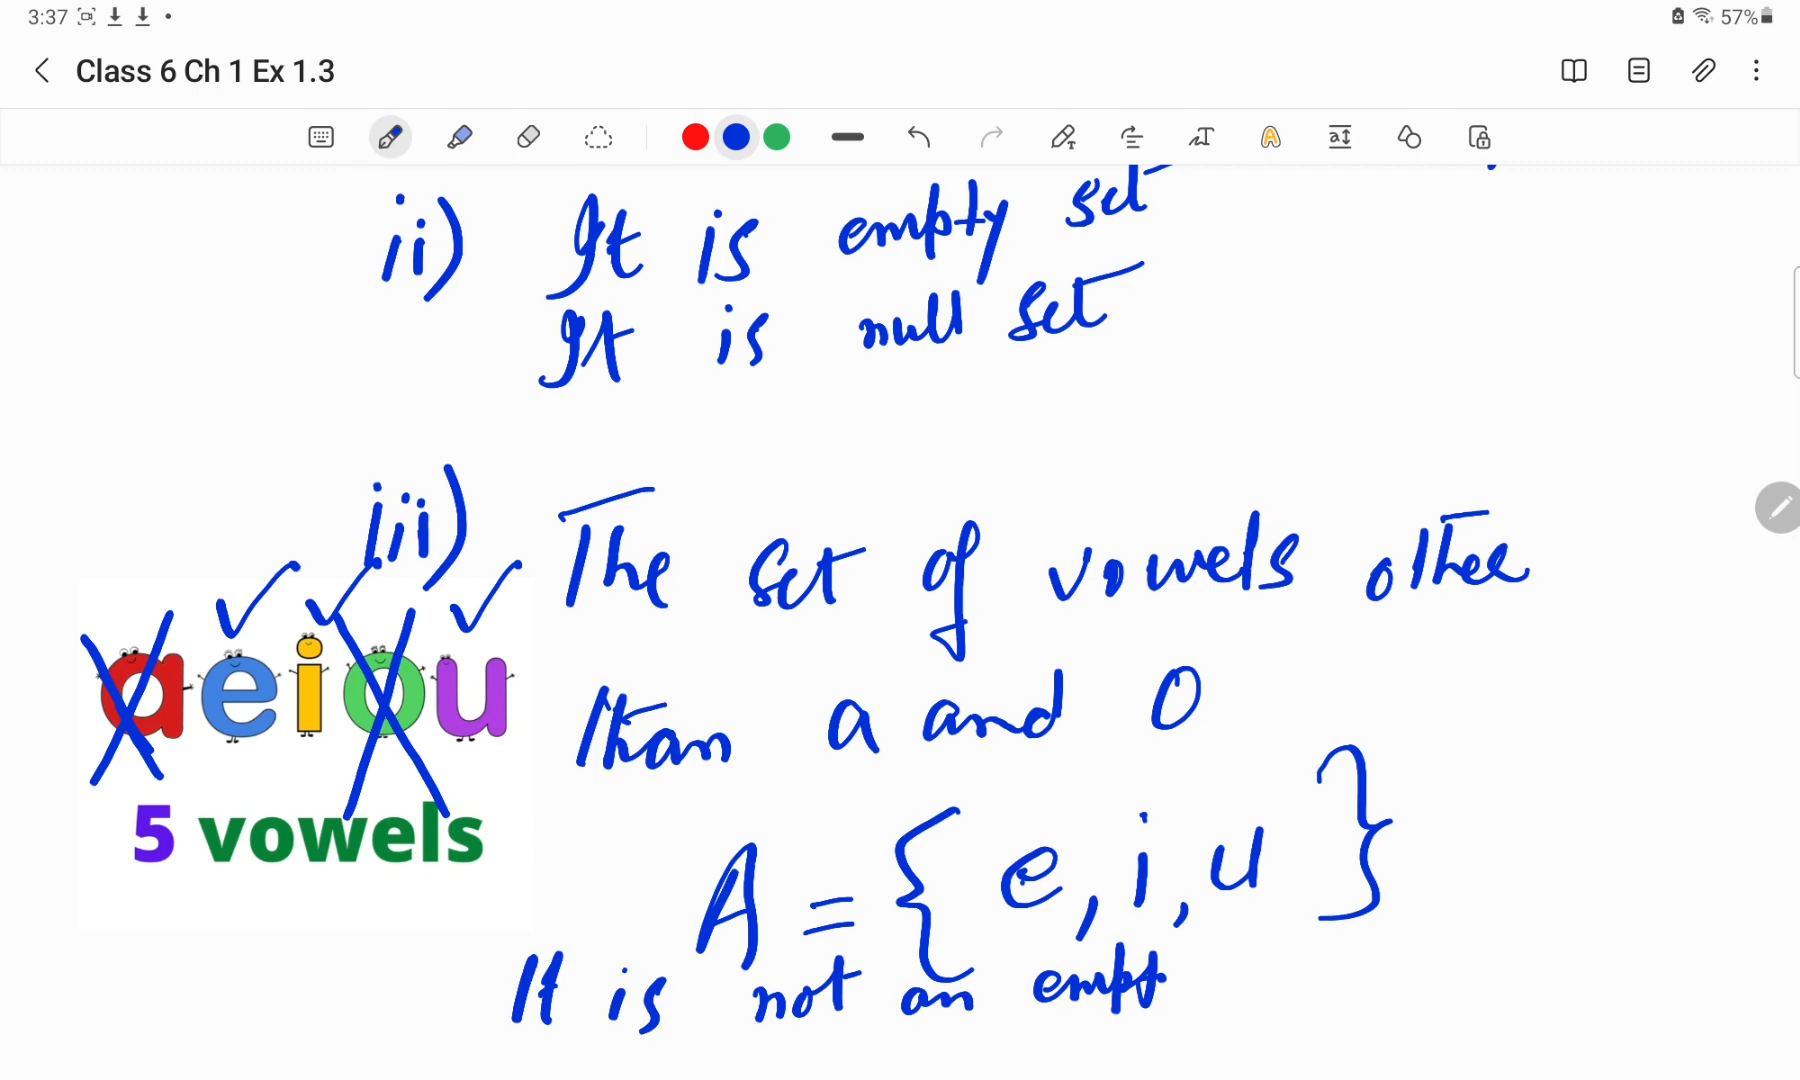 3:37 57%
Class 6 Ch 1 Ex 1.3
ii) It is empty set
It is null set
iii) The set of vowels other
than a and o
aeiou
5 vowels
A = { e, i, u }
It is not an empt